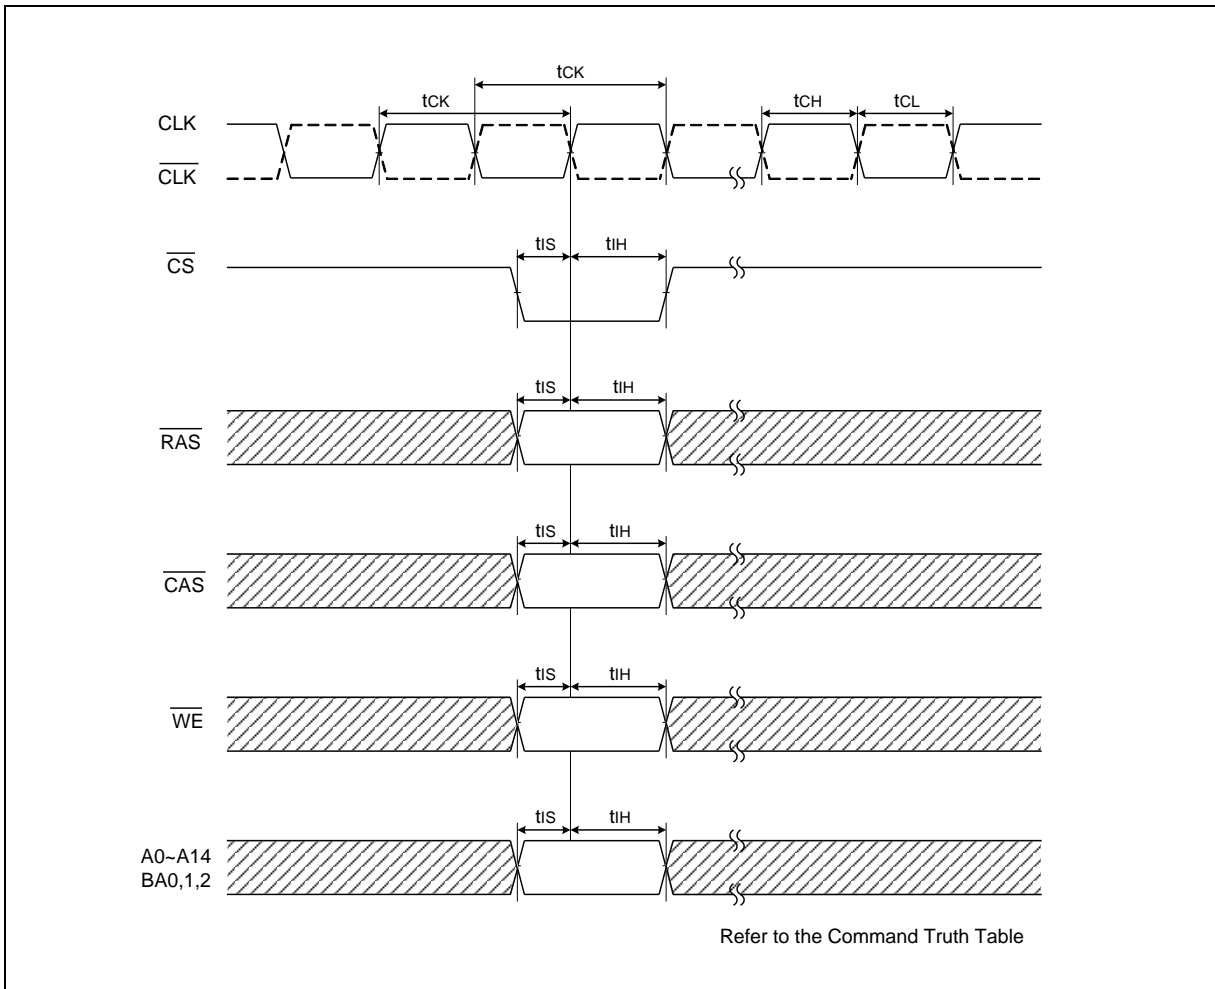 tCK
tCK tCH tCL
CLK
CLK
tIS tIH
CS
tIS tIH
RAS
tIS tIH
CAS
tIS tIH
WE
tIS tIH
A0~A14
BA0,1,2
Refer to the Command Truth Table